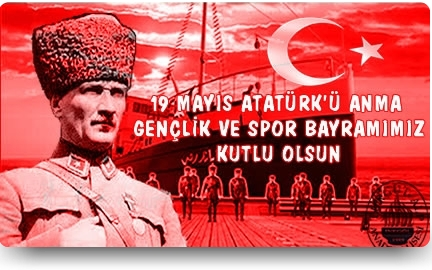 19 MAYIS ATATÜRK'Ü ANMA
GENÇLİK VE SPOR BAYRAMIMIZ
KUTLU OLSUN